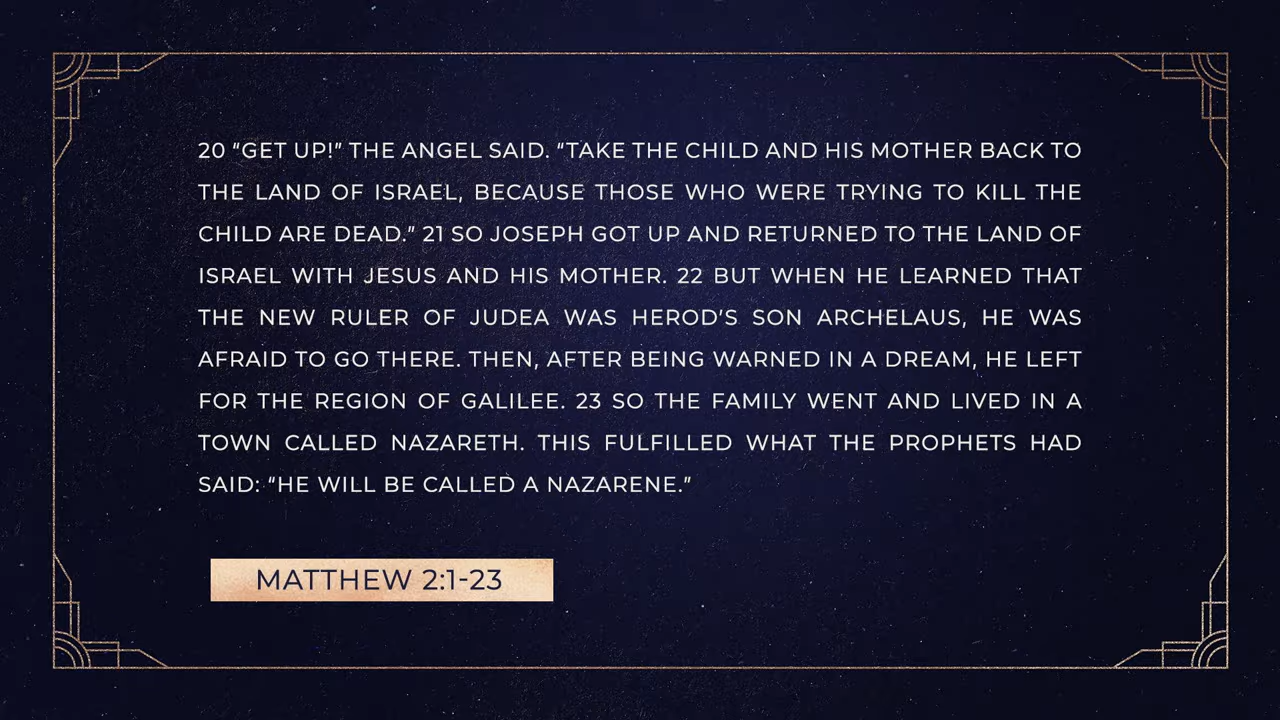 20 “GET UP!” THE ANGEL SAID. “TAKE THE CHILD AND HIS MOTHER BACK TO
THE LAND OF ISRAEL, BECAUSE THOSE WHO WERE TRYING TO KILL THE
CHILD ARE DEAD.” 21 SO JOSEPH GOT UP AND RETURNED TO THE LAND OF
ISRAEL WITH JESUS AND HIS MOTHER. 22 BUT WHEN HE LEARNED THAT
THE NEW RULER OF JUDEA WAS HEROD’S SON ARCHELAUS, HE WAS
AFRAID TO GO THERE. THEN, AFTER BEING WARNED IN A DREAM, HE LEFT
FOR THE REGION OF GALILEE. 23 SO THE FAMILY WENT AND LIVED IN A
TOWN CALLED NAZARETH. THIS FULFILLED WHAT THE PROPHETS HAD
SAID: “HE WILL BE CALLED A NAZARENE.”
MATTHEW 2:1-23